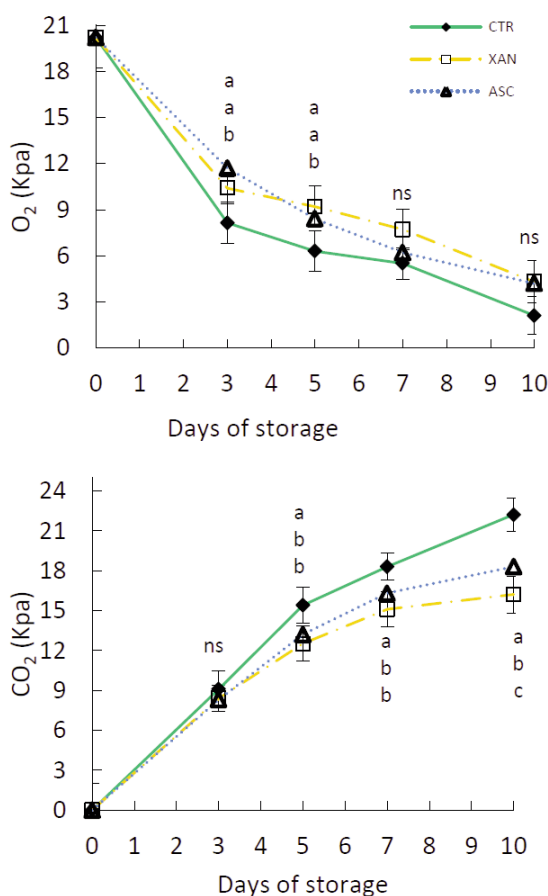 21
18
15
12
9
6
3
0
O2 (Kpa)
CTR
XAN
ASC
a
a
b
a
a
b
ns
ns
0 1 2 3 4 5 6 7 8 9 10
Days of storage
24
21
18
15
12
9
6
3
0
CO2 (Kpa)
ns
a
b
b
a
b
b
a
b
c
0 1 2 3 4 5 6 7 8 9 10
Days of storage